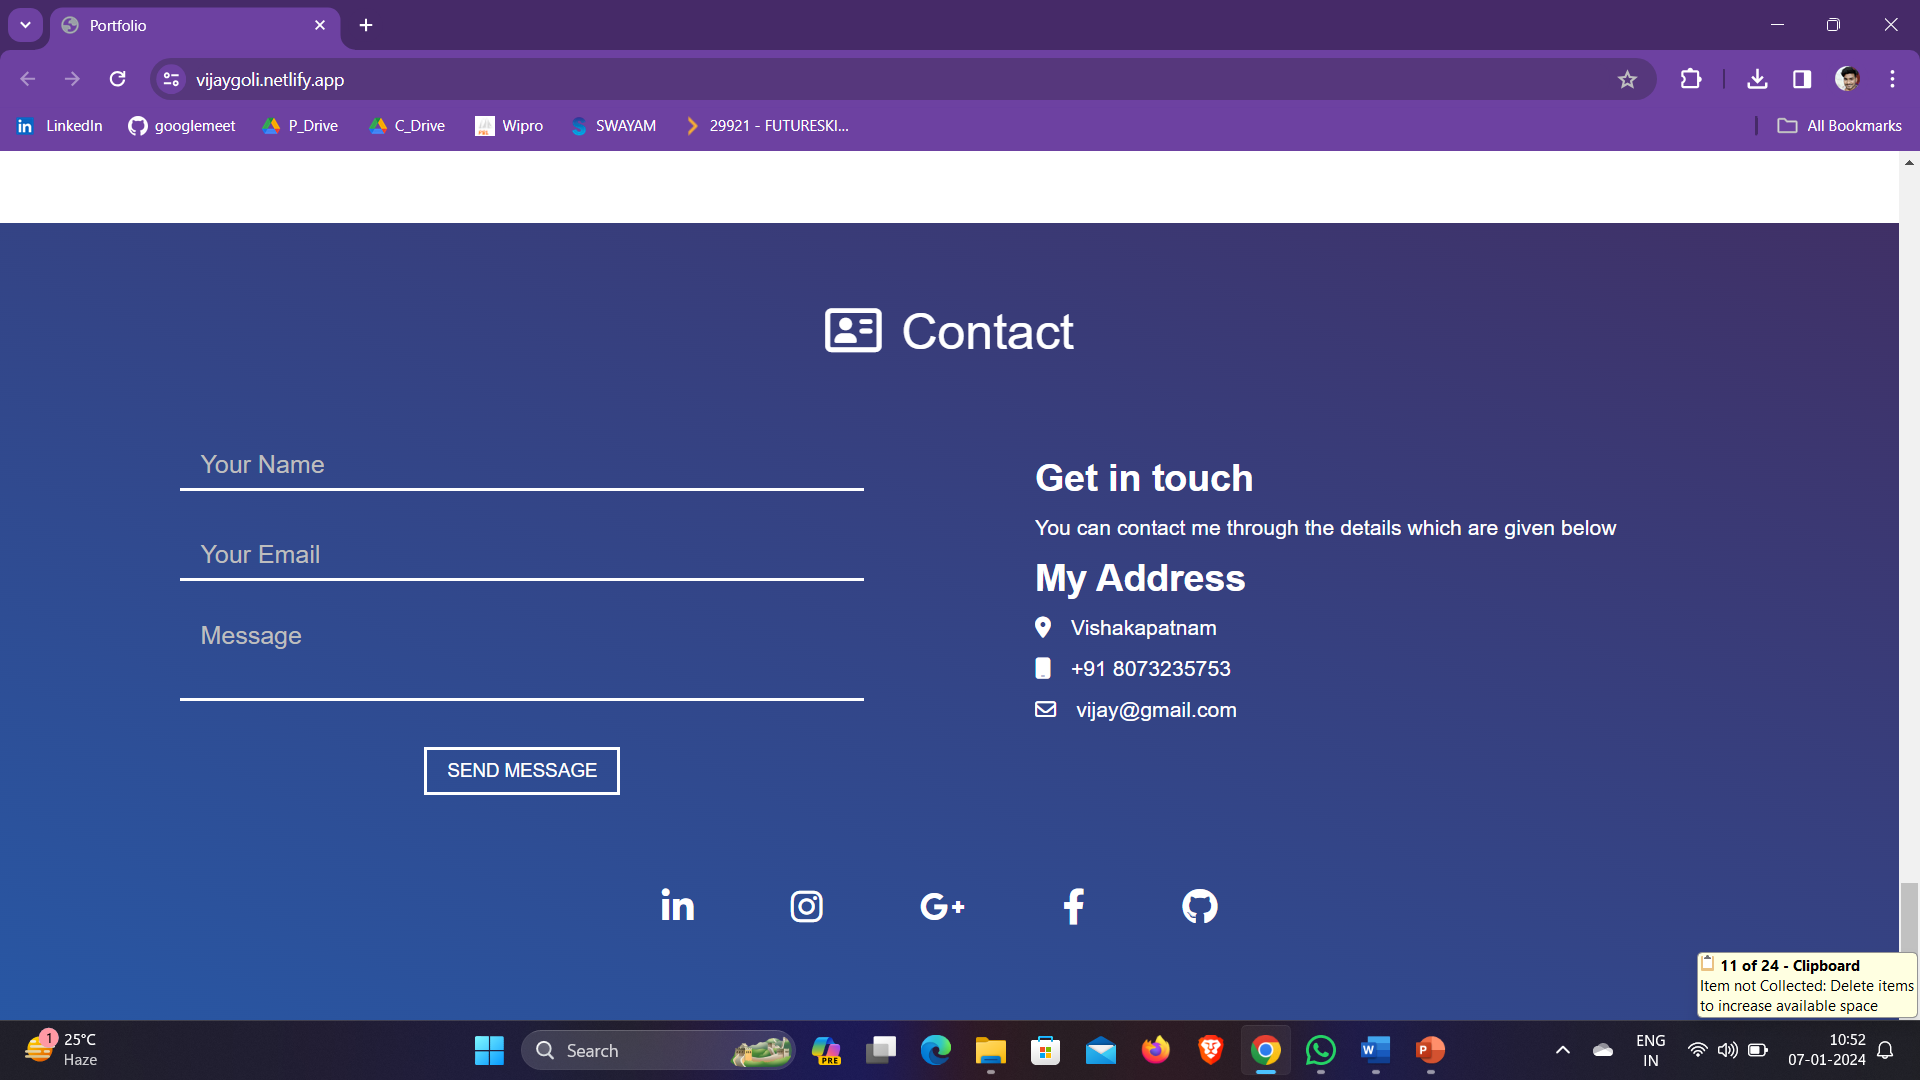 Portfolio
vijaygoli.netlify.app
LinkedIn googlemeet P_Drive C_Drive Wipro SWAYAM 29921 - FUTURESKI... All Bookmarks
Contact
Your Name
Your Email
Message
SEND MESSAGE
Get in touch
You can contact me through the details which are given below
My Address
Vishakapatnam
+91 8073235753
vijay@gmail.com
in G+ f
11 of 24 - Clipboard
Item not Collected: Delete items
to increase available space
1 25°C
Haze
Search
PRE
W
P
ENG
IN
10:52
07-01-2024